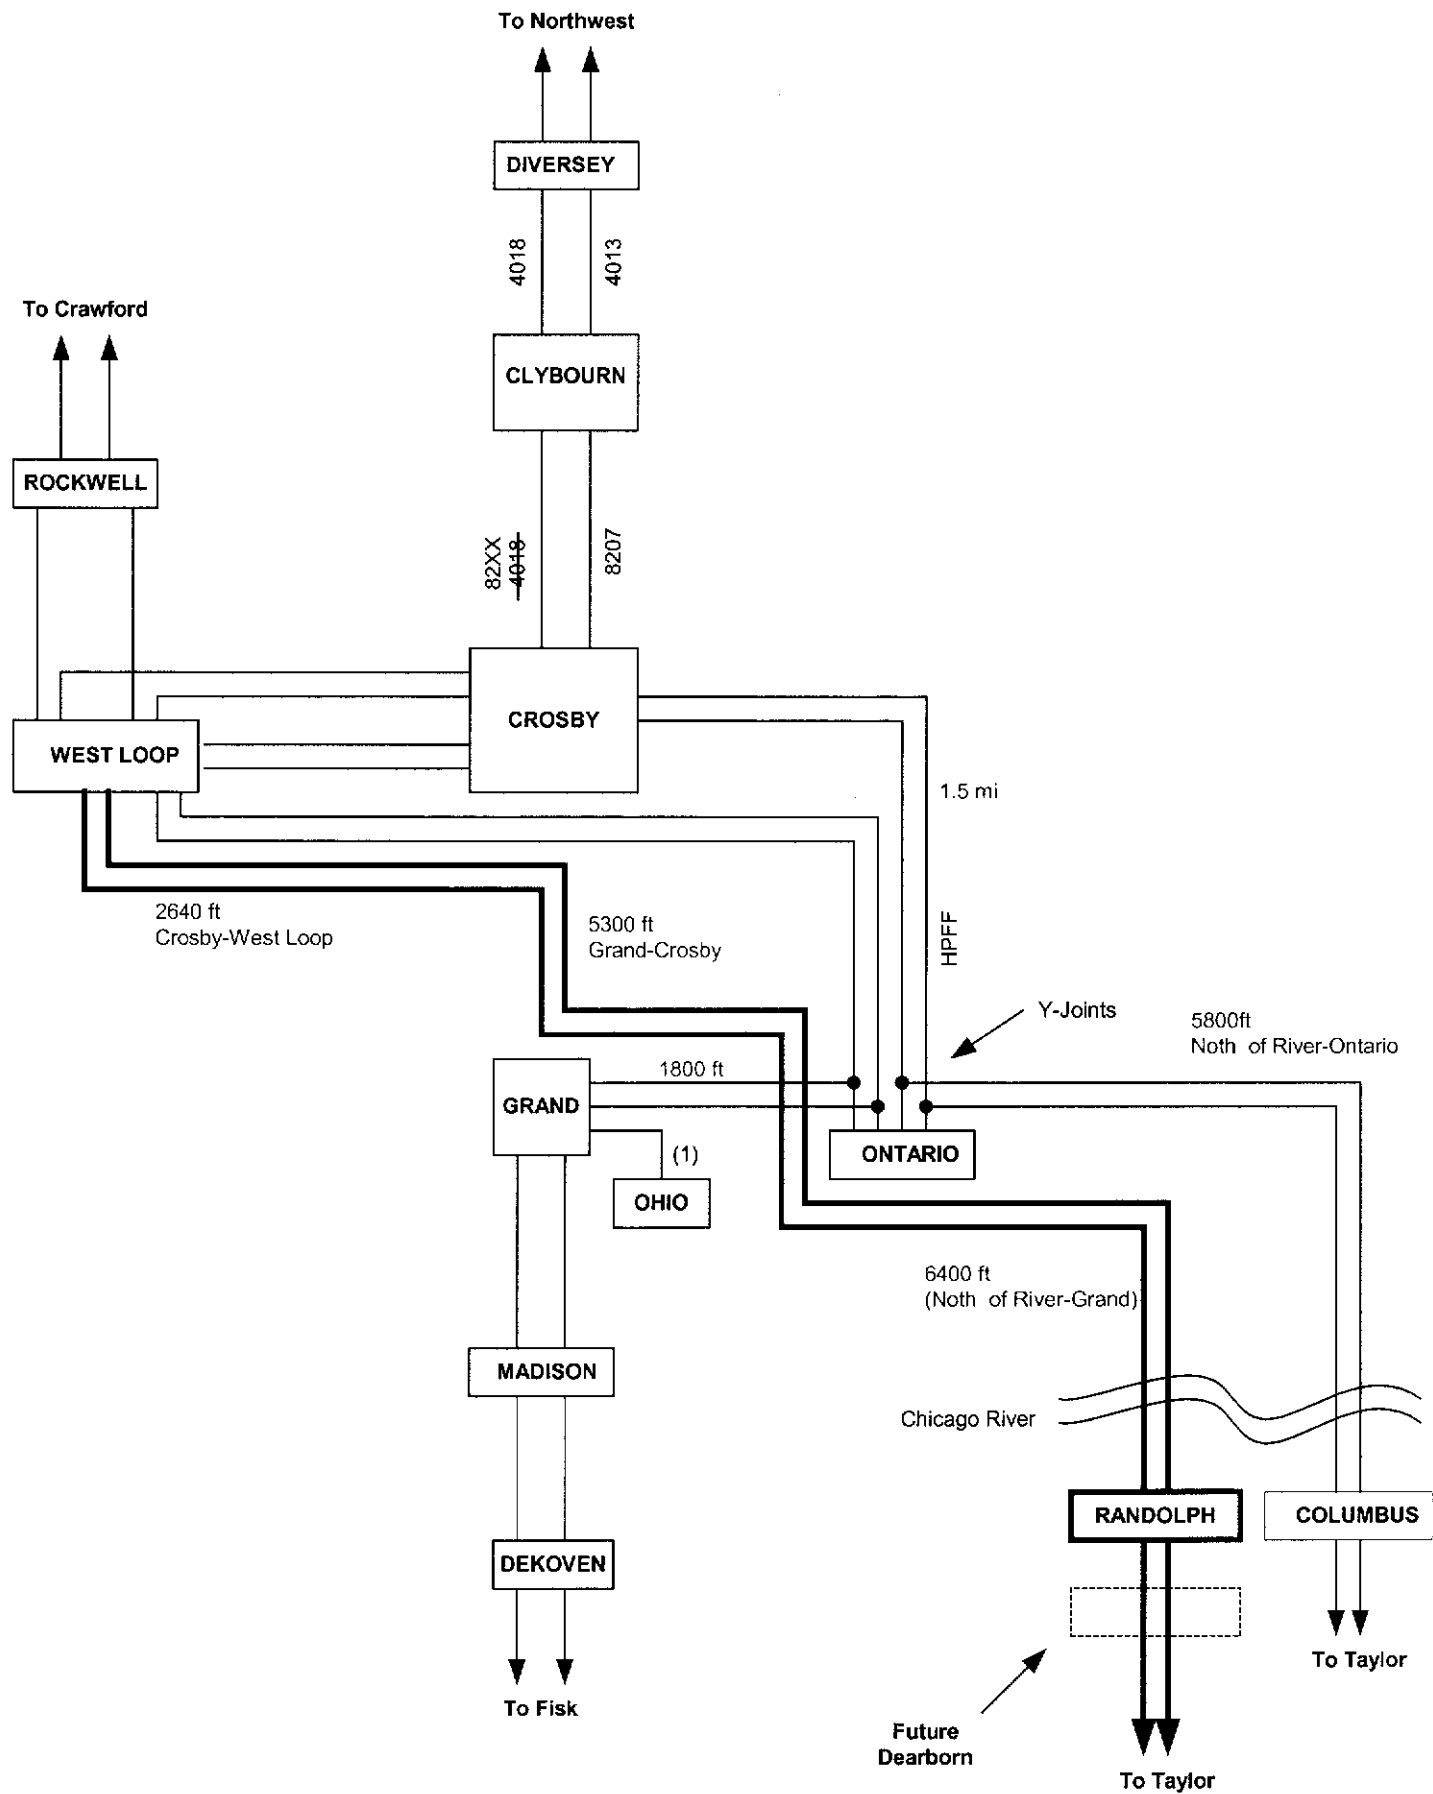 To Northwest
DIVERSEY
4018
4013
To Crawford
CLYBOURN
ROCKWELL
82XX
4018
8207
CROSBY
WEST LOOP
1.5 mi
2640 ft
Crosby-West Loop
5300 ft
Grand-Crosby
HPFF
Y-Joints
5800ft
Noth of River-Ontario
1800 ft
GRAND
(1)
ONTARIO
OHIO
6400 ft
(Noth of River-Grand)
MADISON
Chicago River
RANDOLPH
COLUMBUS
DEKOVEN
To Taylor
To Fisk
Future
Dearborn
To Taylor